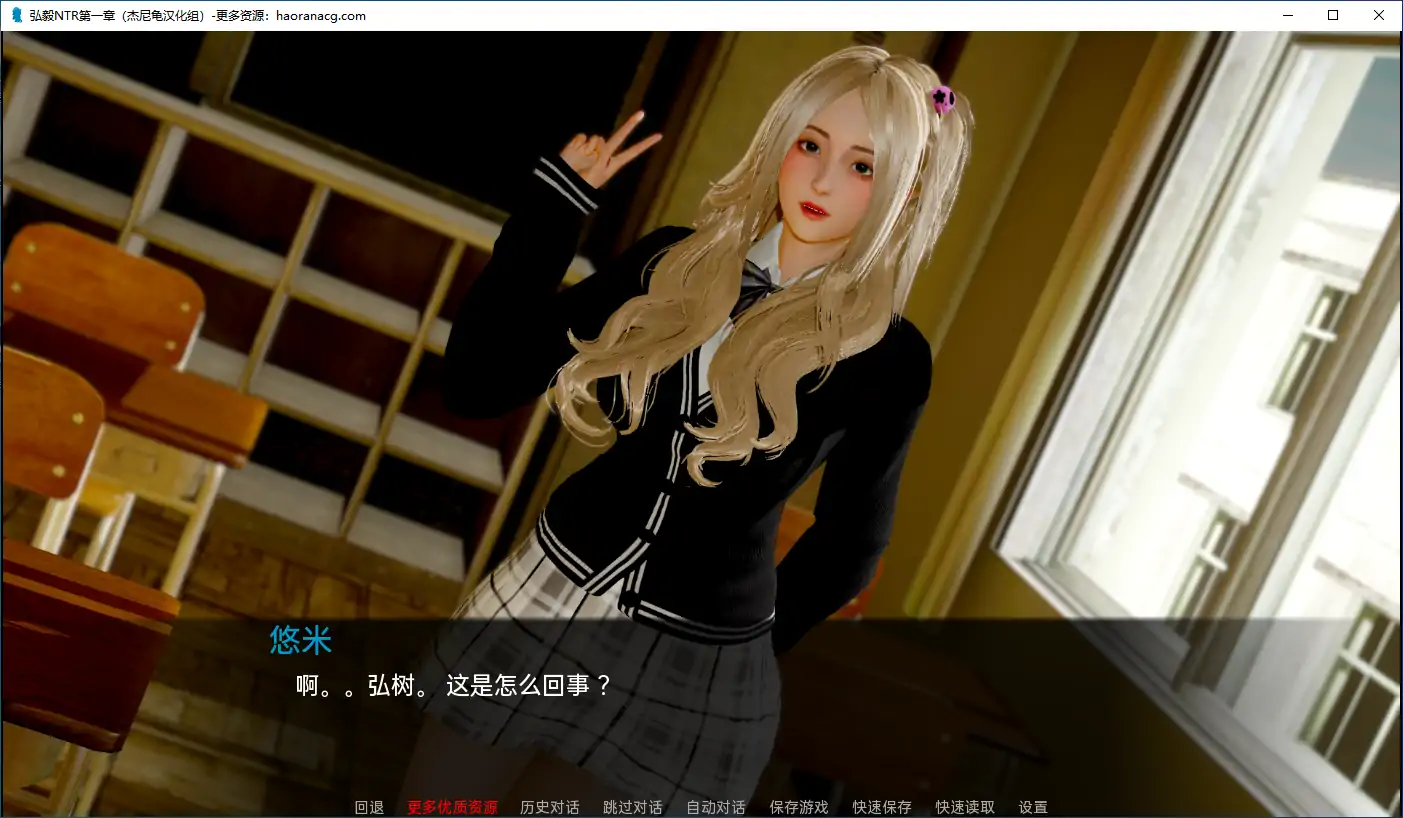 弘毅NTR第一章（杰尼龟汉化组）-更多资源：haoranacg.com
悠米
啊。。弘树。 这是怎么回事？
回退 更多优质资源 历史对话 跳过对话 自动对话 保存游戏 快速保存 快速读取 设置